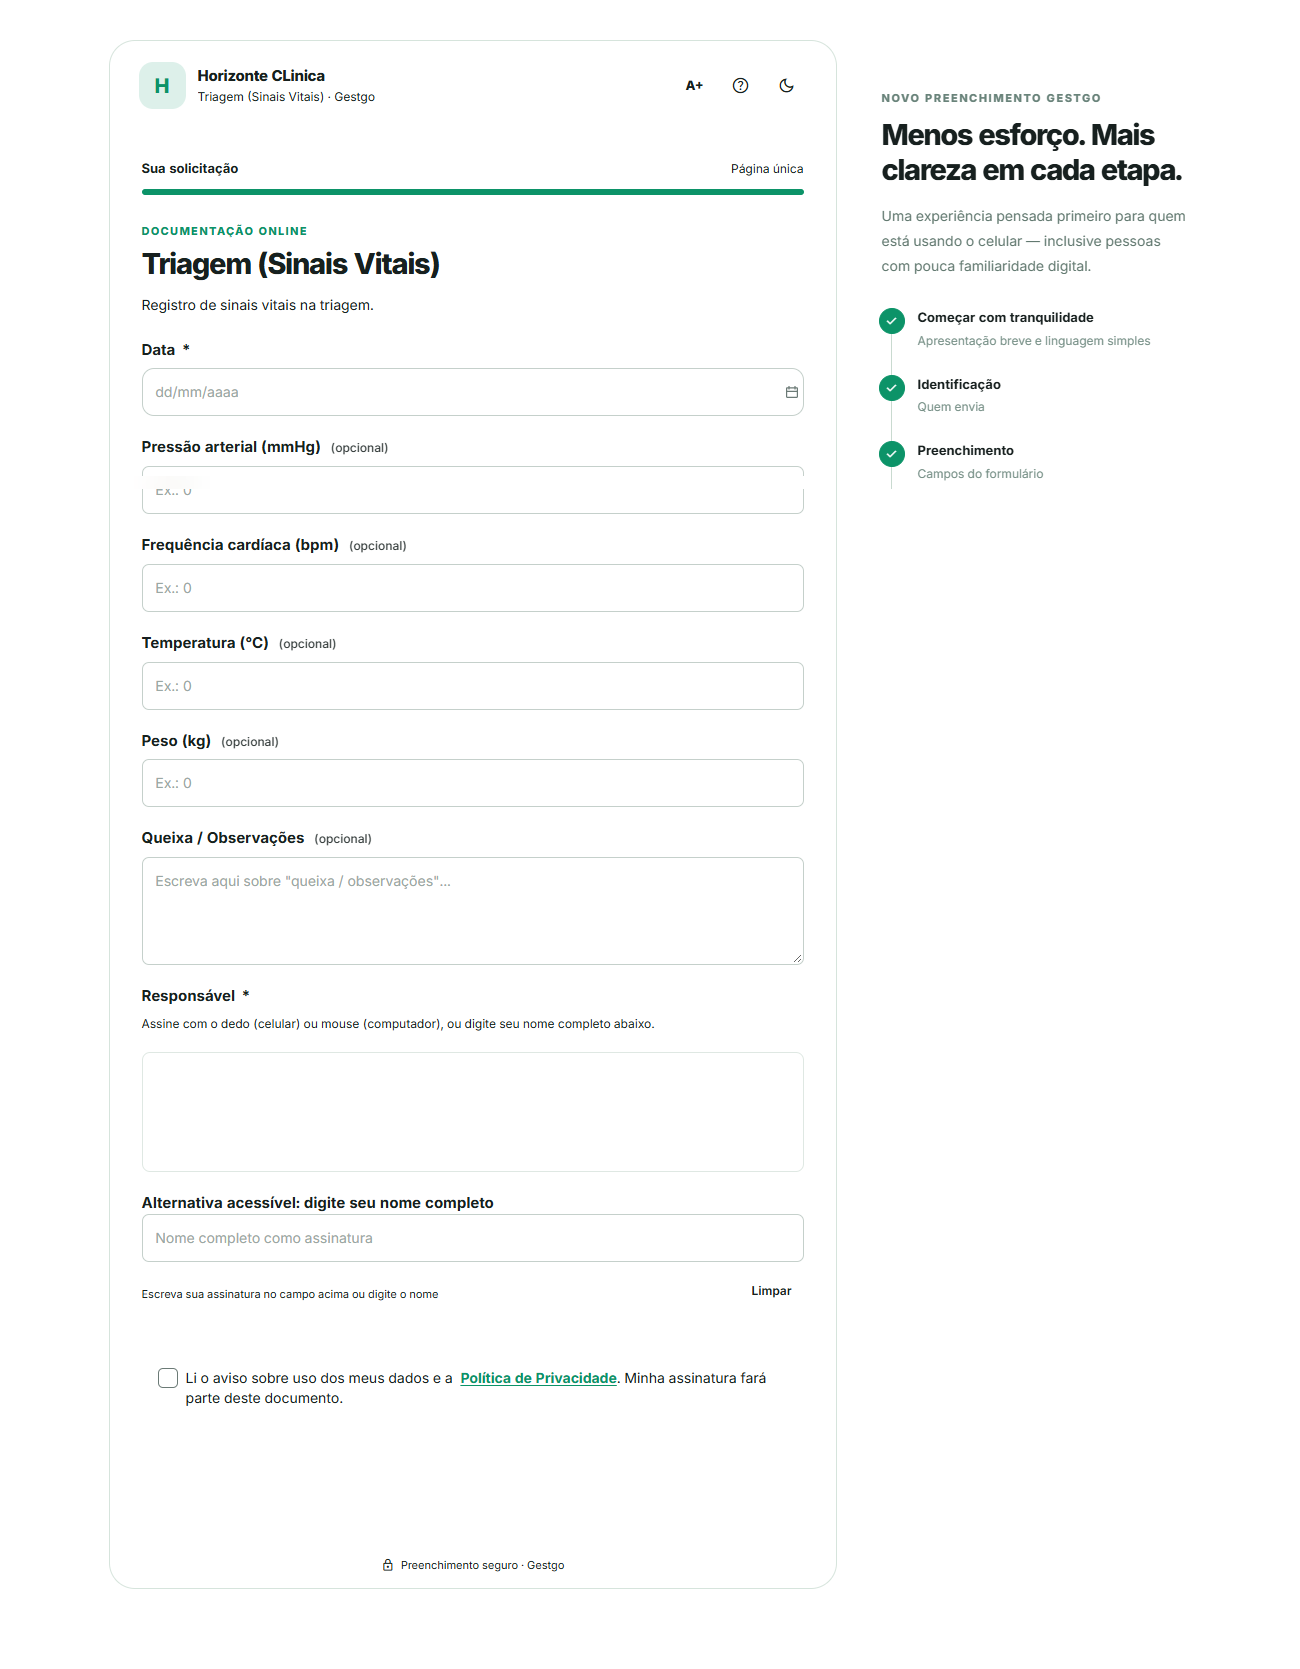 H
Horizonte CLinica
Triagem (Sinais Vitais) · Gestgo
A+
Sua solicitação
Página única
DOCUMENTAÇÃO ONLINE
Triagem (Sinais Vitais)
Registro de sinais vitais na triagem.
Data *
dd/mm/aaaa
Pressão arterial (mmHg) (opcional)
Ex.: 0
Frequência cardíaca (bpm) (opcional)
Ex.: 0
Temperatura (°C) (opcional)
Ex.: 0
Peso (kg) (opcional)
Ex.: 0
Queixa / Observações (opcional)
Escreva aqui sobre "queixa / observações"...
Responsável *
Assine com o dedo (celular) ou mouse (computador), ou digite seu nome completo abaixo.
Alternativa acessível: digite seu nome completo
Nome completo como assinatura
Escreva sua assinatura no campo acima ou digite o nome
Limpar
Li o aviso sobre uso dos meus dados e a Política de Privacidade. Minha assinatura fará
parte deste documento.
Preenchimento seguro · Gestgo
NOVO PREENCHIMENTO GESTGO
Menos esforço. Mais
clareza em cada etapa.
Uma experiência pensada primeiro para quem
está usando o celular — inclusive pessoas
com pouca familiaridade digital.
Começar com tranquilidade
Apresentação breve e linguagem simples
Identificação
Quem envia
Preenchimento
Campos do formulário